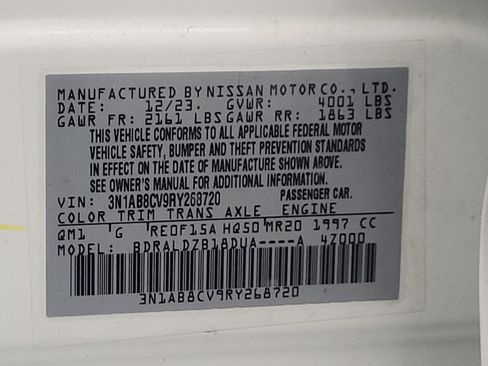 MANUFACTURED BY NISSAN MOTOR CO., LTD.
DATE: 12/23. GVWR: 4001 LBS
GAWR FR: 2161 LBS GAWR RR: 1863 LBS
THIS VEHICLE CONFORMS TO ALL APPLICABLE FEDERAL MOTOR
VEHICLE SAFETY, BUMPER AND THEFT PREVENTION STANDARDS
IN EFFECT ON THE DATE OF MANUFACTURE SHOWN ABOVE.
SEE OWNER'S MANUAL FOR ADDITIONAL INFORMATION.
VIN: 3N1AB8CV9RY268720 PASSENGER CAR.
COLOR TRIM TRANS AXLE ENGINE
QM1 G RE0F15A HQ50 MR20 1997 CC
MODEL: BDRALDZB18DUA----A 4Z000
3N1AB8CV9RY268720